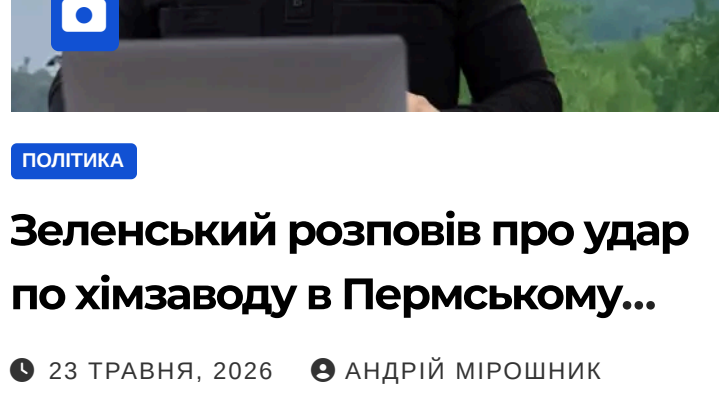 ПОЛІТИКА
Зеленський розповів про удар
по хімзаводу в Пермському...
23 ТРАВНЯ, 2026 АНДРІЙ МІРОШНИК